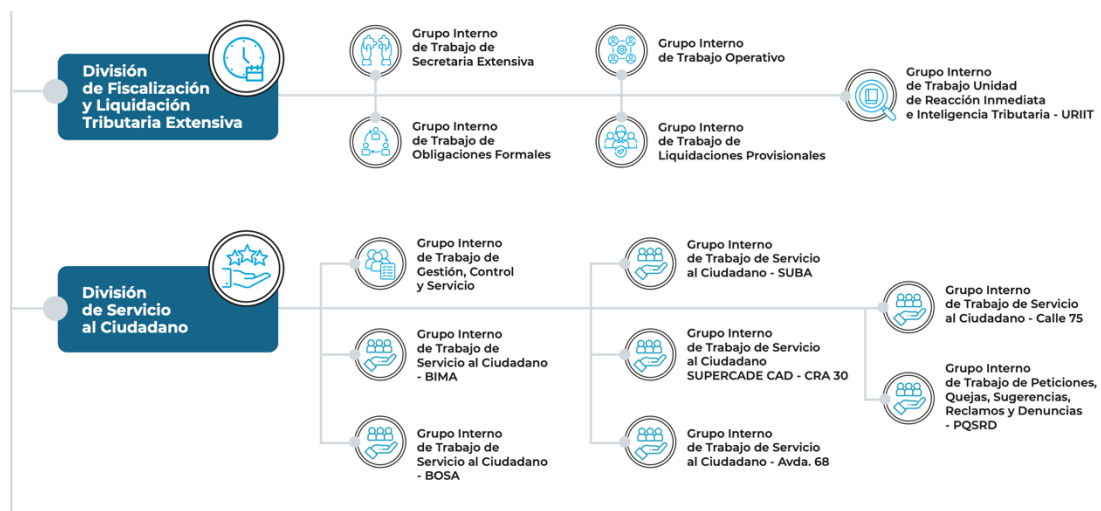 División
de Fiscalización
y Liquidación
Tributaria Extensiva
Grupo Interno
de Trabajo de
Secretaria Extensiva
Grupo Interno
de Trabajo Operativo
Grupo Interno
de Trabajo Unidad
de Reacción Inmediata
e Inteligencia Tributaria - URIIT
Grupo Interno
de Trabajo de
Obligaciones Formales
Grupo Interno
de Trabajo de
Liquidaciones Provisionales
División
de Servicio
al Ciudadano
Grupo Interno
de Trabajo de
Gestión, Control
y Servicio
Grupo Interno
de Trabajo de Servicio
al Ciudadano - SUBA
Grupo Interno
de Trabajo de Servicio
al Ciudadano - Calle 75
Grupo Interno
de Trabajo de
Servicio al Ciudadano
- BIMA
Grupo Interno
de Trabajo de Servicio
al Ciudadano
SUPERCADE CAD - CRA 30
Grupo Interno
de Trabajo de Peticiones,
Quejas, Sugerencias,
Reclamos y Denuncias
- PQSRD
Grupo Interno
de Trabajo de
Servicio al Ciudadano
- BOSA
Grupo Interno
de Trabajo de Servicio
al Ciudadano - Avda. 68